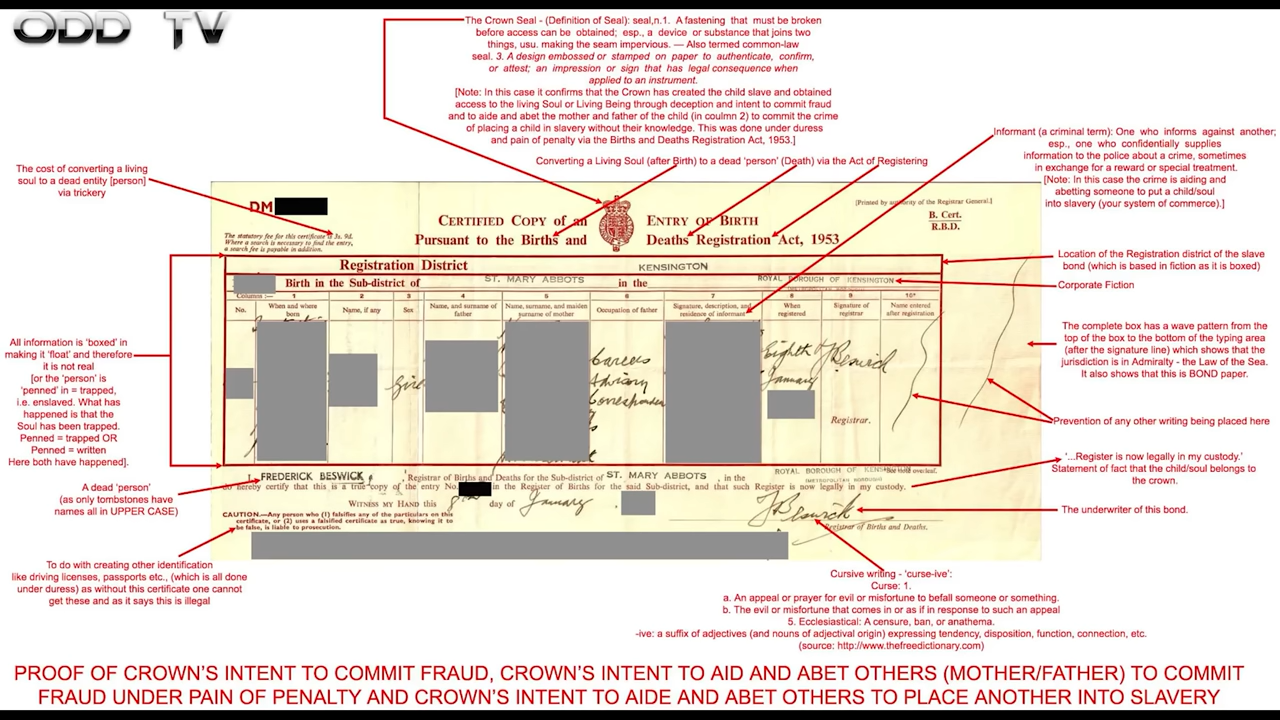 ODD TV
The Crown Seal - (Definition of Seal): seal,n.1. A fastening that must be broken
before access can be obtained; esp., a device or substance that joins two
things, usu. making the seam impervious. — Also termed common-law
seal. 3. A design embossed or stamped on paper to authenticate, confirm,
or attest; an impression or sign that has legal consequence when
applied to an instrument.
[Note: In this case it confirms that the Crown has created the child slave and obtained
access to the living Soul or Living Being through deception and intent to commit fraud
and to aide and abet the mother and father of the child (in coulmn 2) to commit the crime
of placing a child in slavery without their knowledge. This was done under duress
and pain of penalty via the Births and Deaths Registration Act, 1953.]
Converting a Living Soul (after Birth) to a dead 'person' (Death) via the Act of Registering
Informant (a criminal term): One who informs against another;
esp., one who confidentially supplies
information to the police about a crime, sometimes
in exchange for a reward or special treatment.
[Note: In this case the crime is aiding and
abetting someone to put a child/soul
into slavery (your system of commerce).]
The cost of converting a living
soul to a dead entity [person]
via trickery
DM
CERTIFIED COPY of an ENTRY OF BIRTH
Pursuant to the Births and Deaths Registration Act, 1953
[Printed by authority of the Registrar General.]
B. Cert.
R.B.D.
The statutory fee for this certificate is 3s. 9d.
Where a search is necessary to find the entry,
a search fee is payable in addition.
Registration District KENSINGTON
Birth in the Sub-district of ST. MARY ABBOTS in the ROYAL BOROUGH OF KENSINGTON
Columns :— 1 2 3 4 5 6 7 8 9 10*
No. When and where born Name, if any Sex Name, and surname of father Name, surname, and maiden surname of mother Occupation of father Signature, description, and residence of informant When registered Signature of registrar Name entered after registration
Careers
Advisory
Correspondent
Eighth
January
J Beswick
Registrar.
Location of the Registration district of the slave
bond (which is based in fiction as it is boxed)
Corporate Fiction
The complete box has a wave pattern from the
top of the box to the bottom of the typing area
(after the signature line) which shows that the
jurisdiction is in Admiralty - the Law of the Sea.
It also shows that this is BOND paper.
Prevention of any other writing being placed here
All information is 'boxed' in
making it 'float' and therefore
it is not real
[or the 'person' is
'penned' in = trapped,
i.e. enslaved. What has
happened is that the
Soul has been trapped.
Penned = trapped OR
Penned = written
Here both have happened].
A dead 'person'
(as only tombstones have
names all in UPPER CASE)
FREDERICK BESWICK, Registrar of Births and Deaths for the Sub-district of ST. MARY ABBOTS, in the ROYAL BOROUGH OF KENSINGTON
(METROPOLITAN BOROUGH)
do hereby certify that this is a true copy of the entry No. in the Register of Births for the said Sub-district, and that such Register is now legally in my custody.
WITNESS MY HAND this 8th day of January
CAUTION.—Any person who (1) falsifies any of the particulars on this
certificate, or (2) uses a falsified certificate as true, knowing it to
be false, is liable to prosecution.
J Beswick
Registrar of Births and Deaths.
'...Register is now legally in my custody.'
Statement of fact that the child/soul belongs to
the crown.
The underwriter of this bond.
To do with creating other identification
like driving licenses, passports etc., (which is all done
under duress) as without this certificate one cannot
get these and as it says this is illegal
Cursive writing - 'curse-ive':
Curse: 1.
a. An appeal or prayer for evil or misfortune to befall someone or something.
b. The evil or misfortune that comes in or as if in response to such an appeal
5. Ecclesiastical: A censure, ban, or anathema.
-ive: a suffix of adjectives (and nouns of adjectival origin) expressing tendency, disposition, function, connection, etc.
(source: http://www.thefreedictionary.com)
PROOF OF CROWN'S INTENT TO COMMIT FRAUD, CROWN'S INTENT TO AID AND ABET OTHERS (MOTHER/FATHER) TO COMMIT
FRAUD UNDER PAIN OF PENALTY AND CROWN'S INTENT TO AIDE AND ABET OTHERS TO PLACE ANOTHER INTO SLAVERY